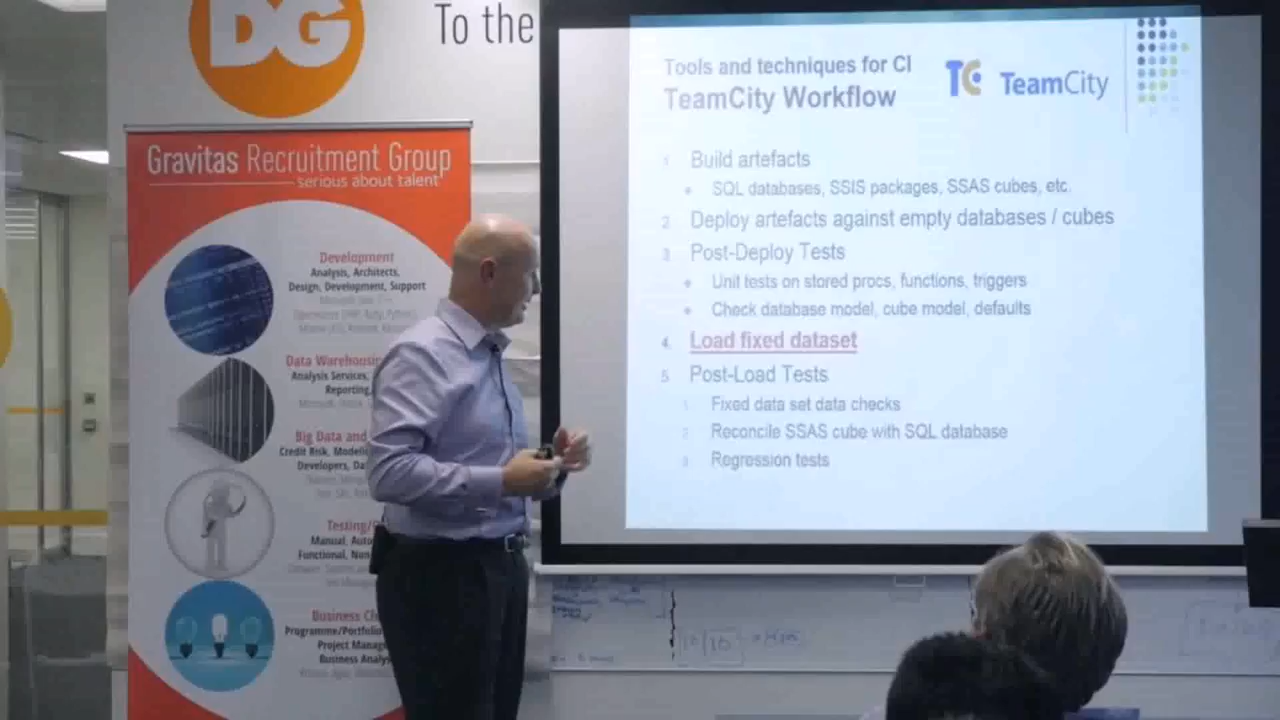 DG
To the
Gravitas Recruitment Group
serious about talent
Development
Analysis, Architects,
Design, Development, Support
Data Warehousin
Analysis Services,
Reporting,
Big Data and
Credit Risk, Modelli
Developers, Da
Testing/
Manual, Auto
Functional, Non
Business Ch
Programme/Portfoli
Project Manag
Business Analys
Tools and techniques for CI
TeamCity Workflow
TC TeamCity
1. Build artefacts
• SQL databases, SSIS packages, SSAS cubes, etc.
2. Deploy artefacts against empty databases / cubes
3. Post-Deploy Tests
• Unit tests on stored procs, functions, triggers
• Check database model, cube model, defaults
4. Load fixed dataset
5. Post-Load Tests
1. Fixed data set data checks
2. Reconcile SSAS cube with SQL database
3. Regression tests